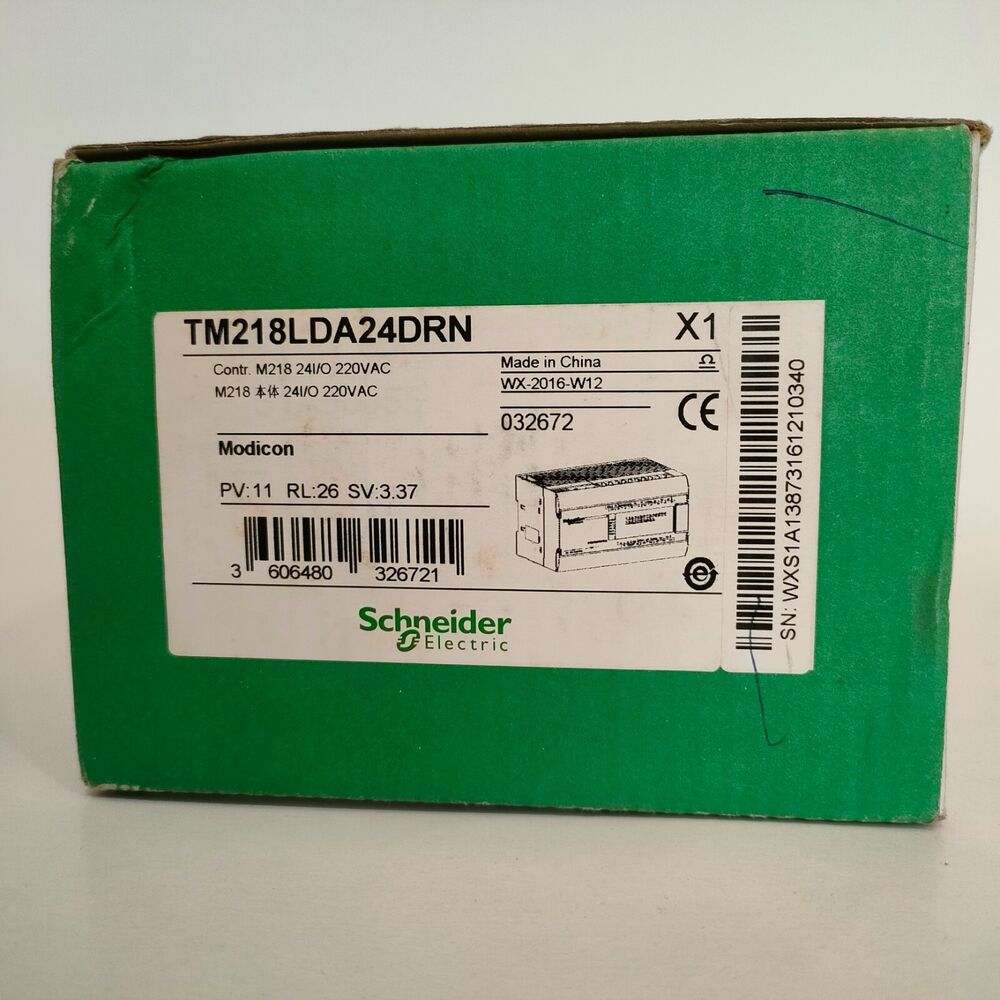 TM218LDA24DRN
X1
Contr. M218 24I/O 220VAC
M218 本体 24I/O 220VAC
Made in China
WX-2016-W12
032672
CE
Modicon
PV:11 RL:26 SV:3.37
3 606480 326721
Schneider
Electric
SN: WXS1A13873161210340